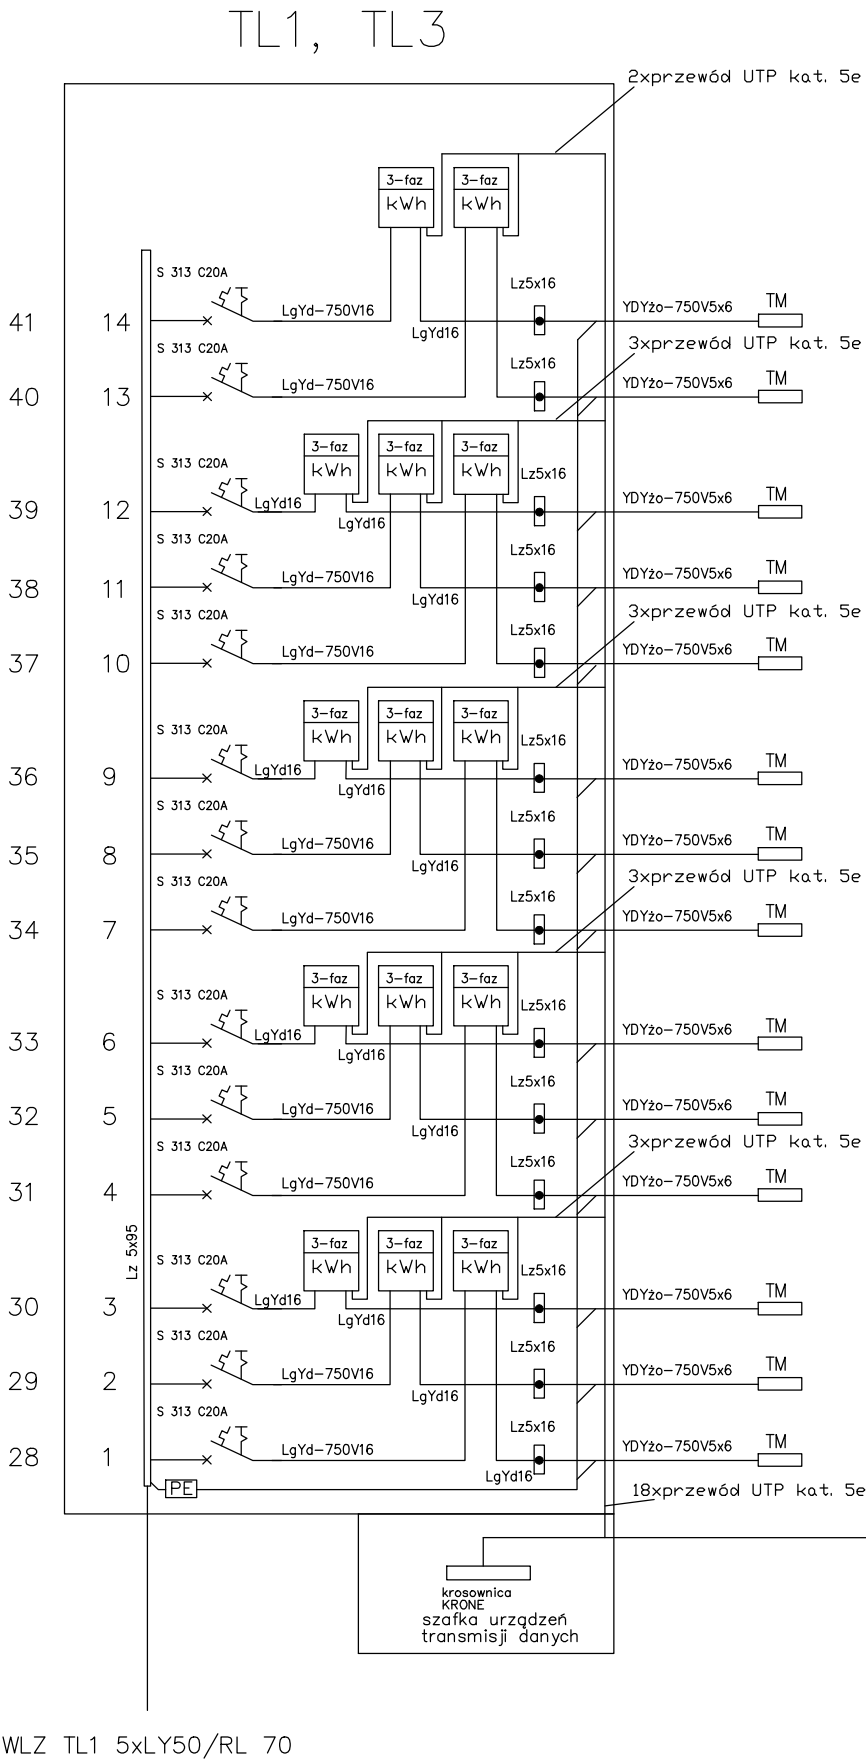 TL1, TL3
2xprzewód UTP kat. 5e
3-faz 3-faz
kWh kWh
S 313 C20A
Lz5x16
41 14 LgYd-750V16 LgYd16 YDYżo-750V5x6 TM
3xprzewód UTP kat. 5e
S 313 C20A
Lz5x16
40 13 LgYd-750V16 YDYżo-750V5x6 TM
3-faz 3-faz 3-faz
kWh kWh kWh
S 313 C20A
Lz5x16
39 12 LgYd16 LgYd16 YDYżo-750V5x6 TM
S 313 C20A
Lz5x16
38 11 LgYd-750V16 LgYd16 YDYżo-750V5x6 TM
3xprzewód UTP kat. 5e
S 313 C20A
Lz5x16
37 10 LgYd-750V16 YDYżo-750V5x6 TM
3-faz 3-faz 3-faz
kWh kWh kWh
S 313 C20A
Lz5x16
36 9 LgYd16 LgYd16 YDYżo-750V5x6 TM
S 313 C20A
Lz5x16
35 8 LgYd-750V16 LgYd16 YDYżo-750V5x6 TM
3xprzewód UTP kat. 5e
S 313 C20A
Lz5x16
34 7 LgYd-750V16 YDYżo-750V5x6 TM
3-faz 3-faz 3-faz
kWh kWh kWh
S 313 C20A
Lz5x16
33 6 LgYd16 LgYd16 YDYżo-750V5x6 TM
S 313 C20A
Lz5x16
32 5 LgYd-750V16 LgYd16 YDYżo-750V5x6 TM
3xprzewód UTP kat. 5e
S 313 C20A
Lz5x16
31 4 LgYd-750V16 YDYżo-750V5x6 TM
Lz 5x95
3-faz 3-faz 3-faz
kWh kWh kWh
S 313 C20A
Lz5x16
30 3 LgYd16 LgYd16 YDYżo-750V5x6 TM
S 313 C20A
Lz5x16
29 2 LgYd-750V16 LgYd16 YDYżo-750V5x6 TM
S 313 C20A
Lz5x16
28 1 LgYd-750V16 LgYd16 YDYżo-750V5x6 TM
PE
18xprzewód UTP kat. 5e
krosownica
KRONE
szafka urządzeń
transmisji danych
WLZ TL1 5xLY50/RL 70